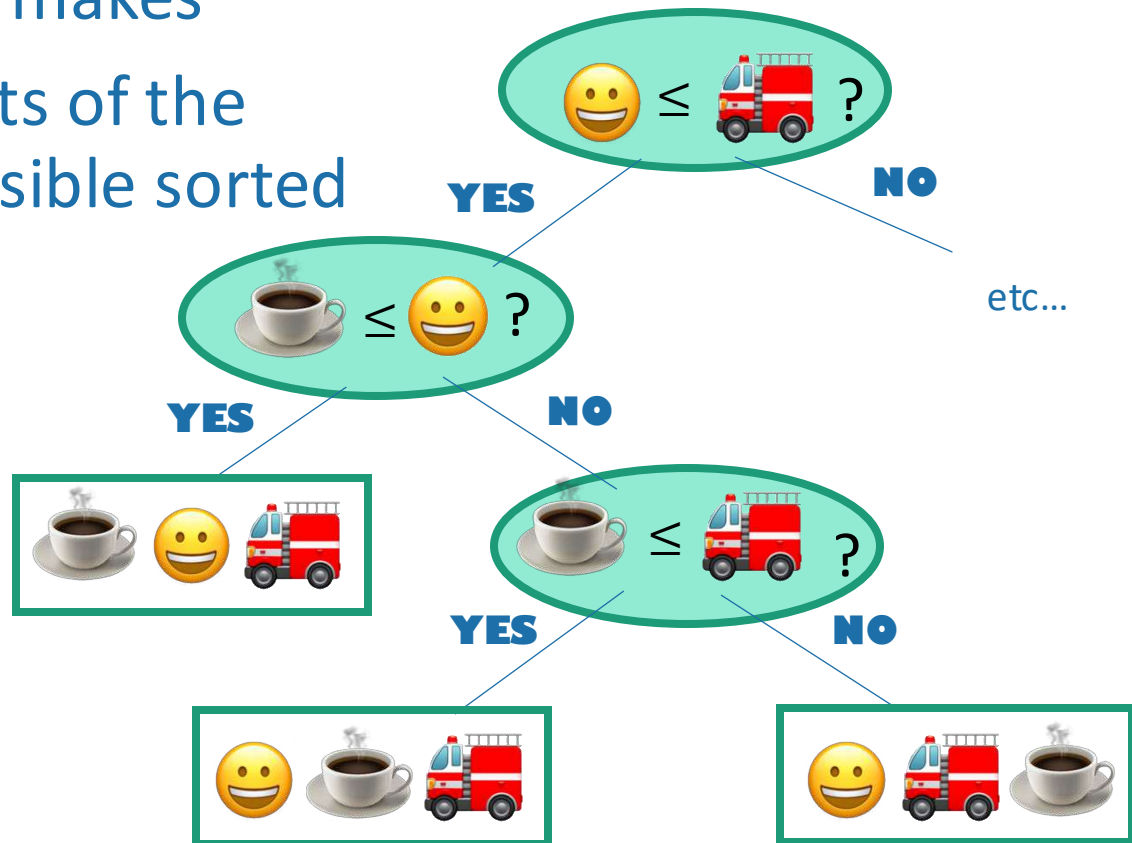 makes
ts of the
sible sorted
😀 ≤ 🚒 ?
YES
NO
☕ ≤ 😀 ?
etc...
YES
NO
☕ 😀 🚒
☕ ≤ 🚒 ?
YES
NO
😀 ☕ 🚒
😀 🚒 ☕